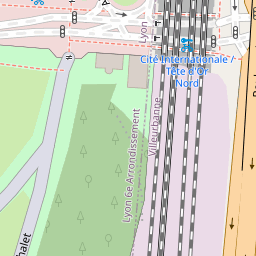 Lyon
Cité Internationale /
Tête d'Or
Nord
Villeurbanne
Lyon 6e Arrondissement
halet